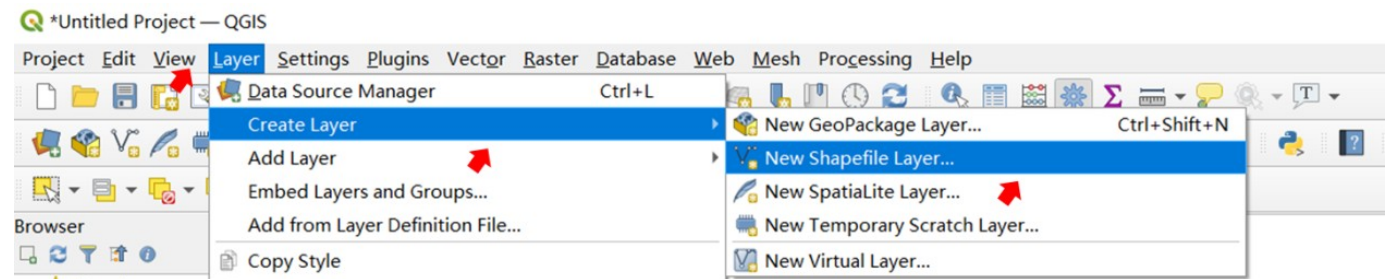 *Untitled Project — QGIS
Project Edit View Layer Settings Plugins Vector Raster Database Web Mesh Processing Help
Data Source Manager Ctrl+L
Create Layer
New GeoPackage Layer... Ctrl+Shift+N
Add Layer
New Shapefile Layer...
Embed Layers and Groups...
New SpatiaLite Layer...
Browser
Add from Layer Definition File...
New Temporary Scratch Layer...
Copy Style
New Virtual Layer...